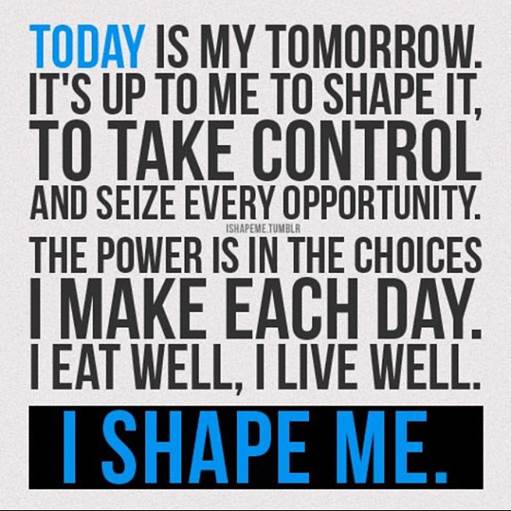 TODAY IS MY TOMORROW.
IT'S UP TO ME TO SHAPE IT,
TO TAKE CONTROL
AND SEIZE EVERY OPPORTUNITY.
ISHAPEME.TUMBLR
THE POWER IS IN THE CHOICES
I MAKE EACH DAY.
I EAT WELL, I LIVE WELL.
I SHAPE ME.